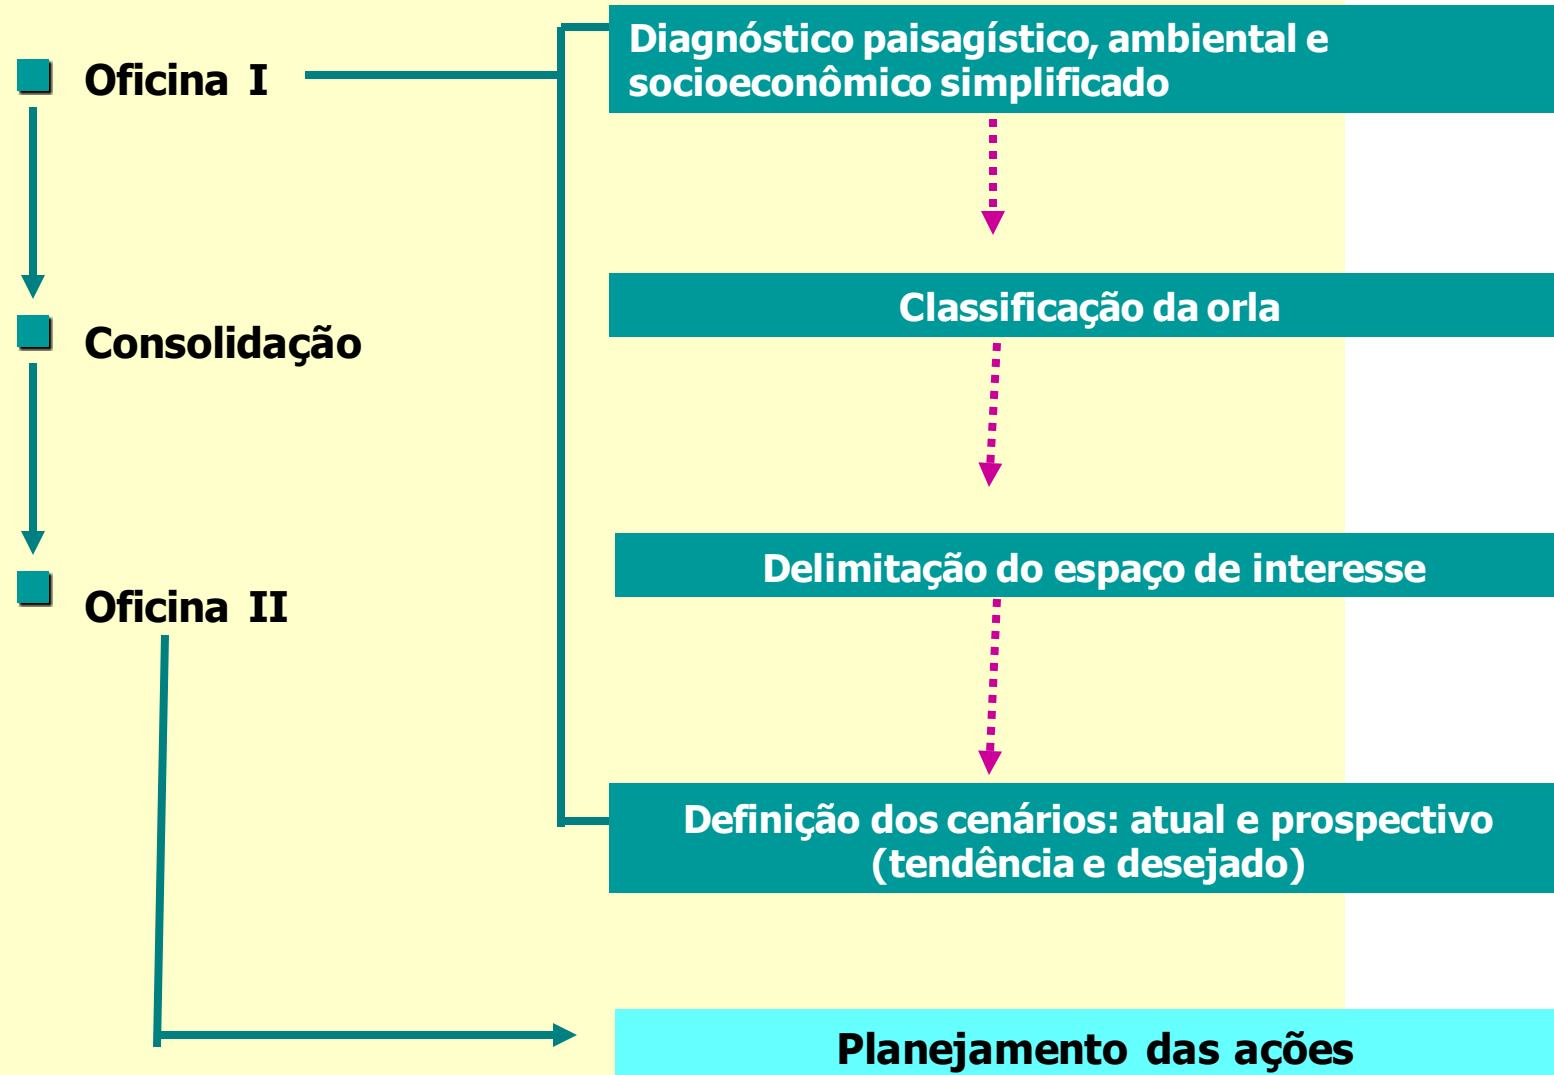 Oficina I
Consolidação
Oficina II
Diagnóstico paisagístico, ambiental e
socioeconômico simplificado
Classificação da orla
Delimitação do espaço de interesse
Definição dos cenários: atual e prospectivo
(tendência e desejado)
Planejamento das ações